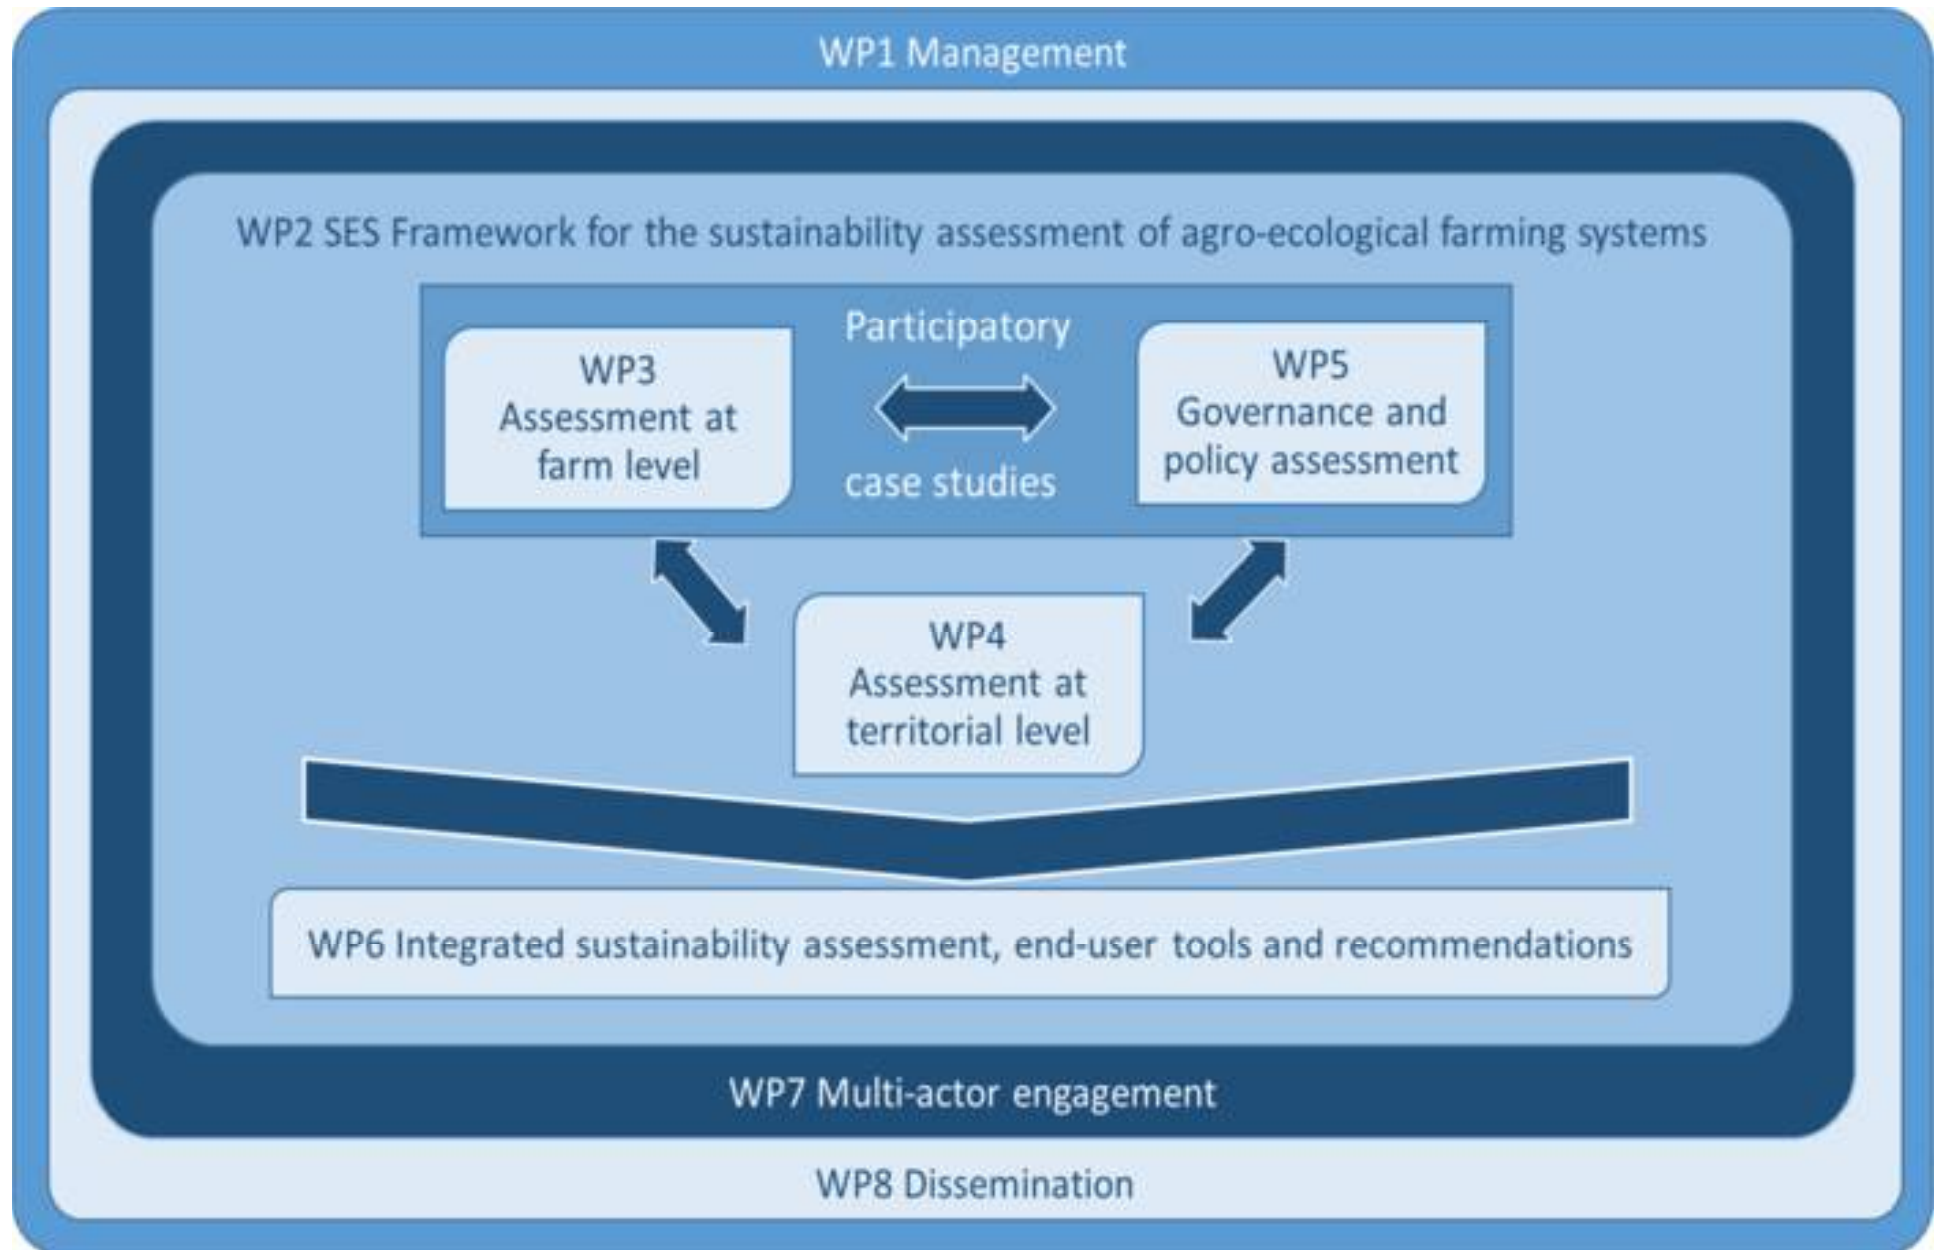 WP1 Management
WP2 SES Framework for the sustainability assessment of agro-ecological farming systems
WP3
Assessment at
farm level
Participatory
case studies
WP5
Governance and
policy assessment
WP4
Assessment at
territorial level
WP6 Integrated sustainability assessment, end-user tools and recommendations
WP7 Multi-actor engagement
WP8 Dissemination